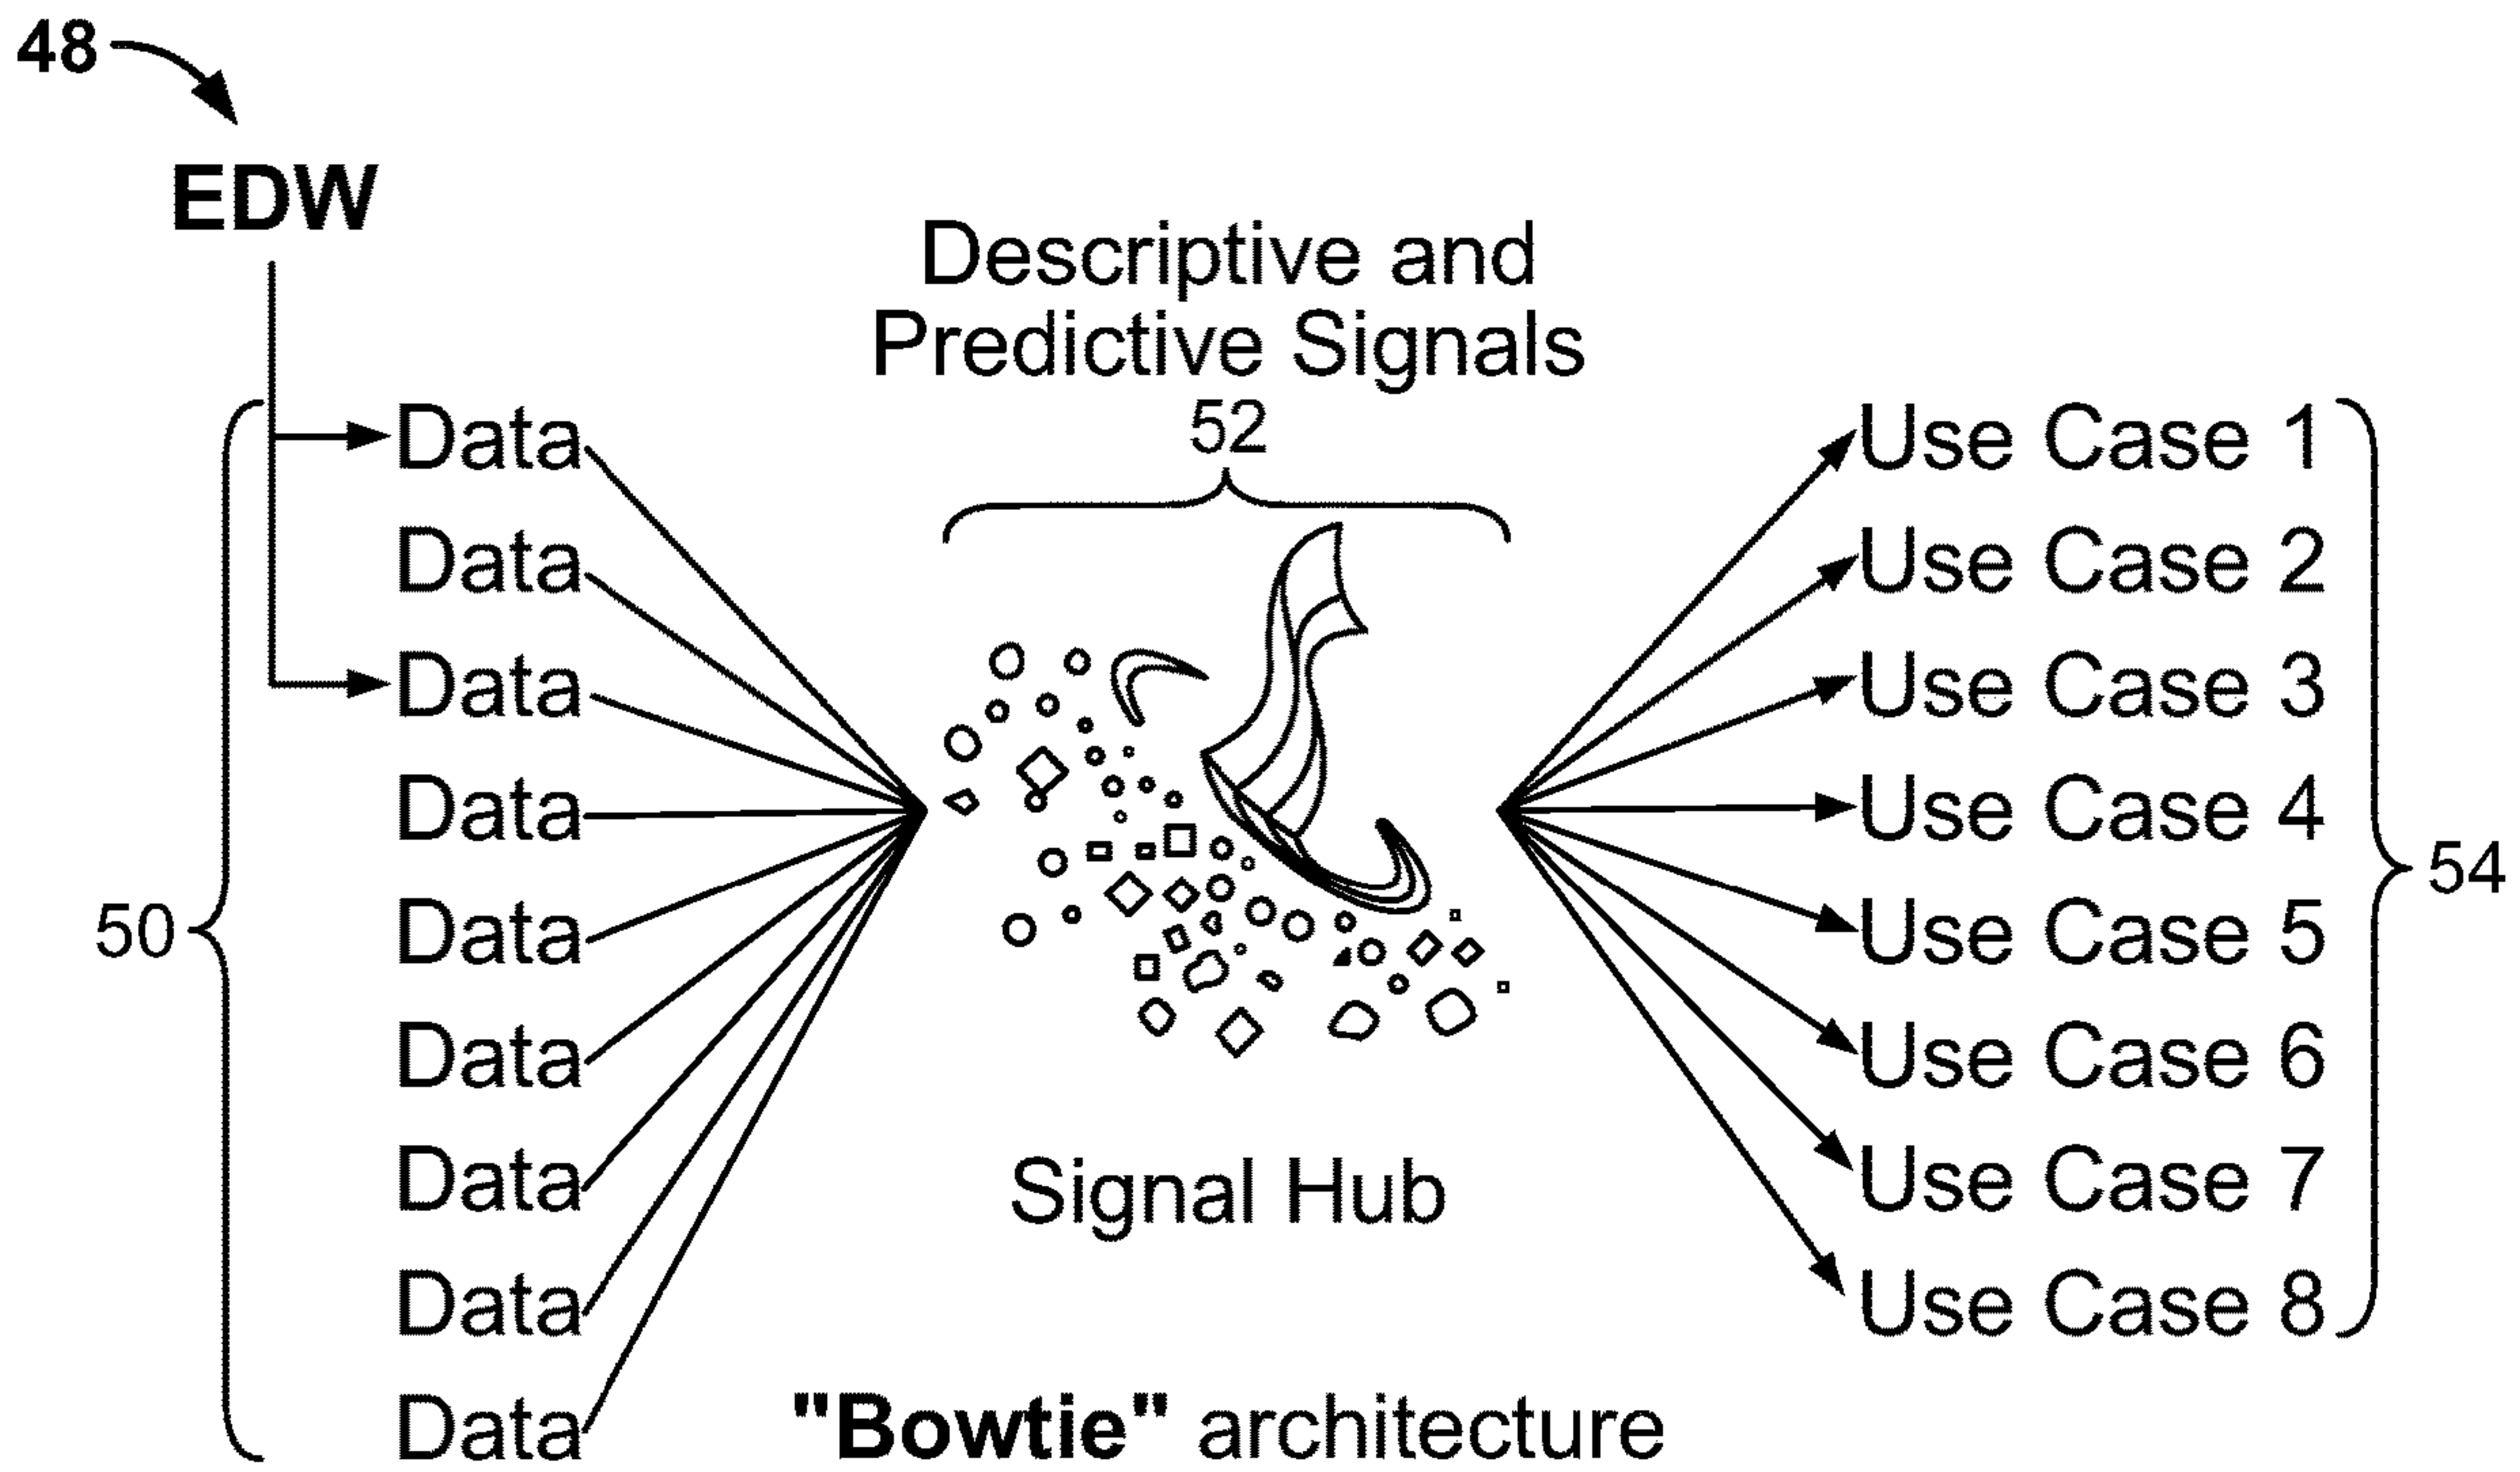 48
EDW
Descriptive and
Predictive Signals
52
50
Data
Data
Data
Data
Data
Data
Data
Data
Data
Signal Hub
"Bowtie" architecture
Use Case 1
Use Case 2
Use Case 3
Use Case 4
Use Case 5
Use Case 6
Use Case 7
Use Case 8
54